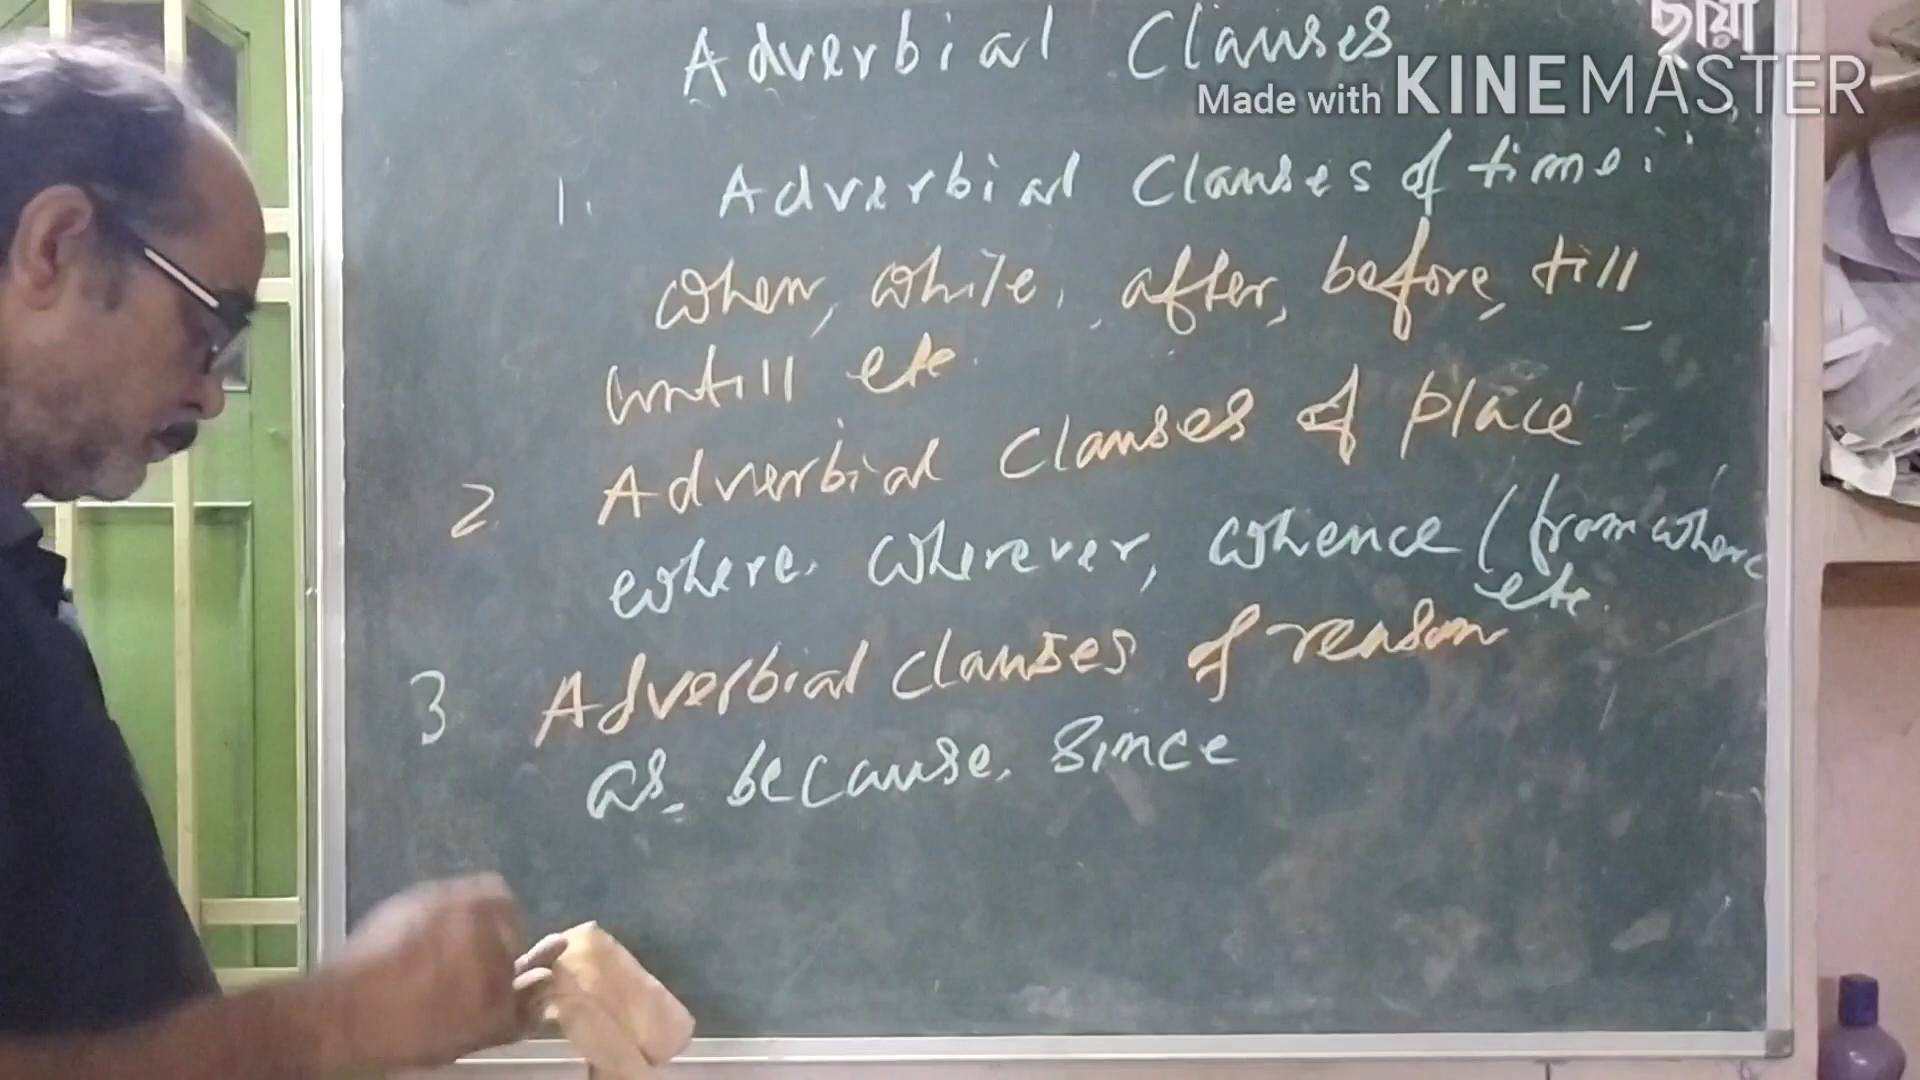 Adverbial Clauses
ছায়া
Made with KINEMASTER
1. Adverbial Clauses of time:
when, while, after, before, till,
untill etc.
2. Adverbial Clauses of place
where, wherever, whence (from where
etc.
3 Adverbial clauses of reason
as, because, since